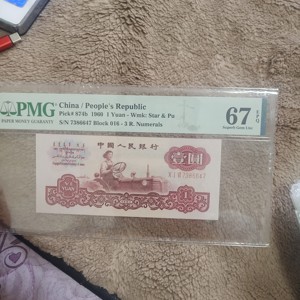 PMG
PAPER MONEY GUARANTY
China / People's Republic
Pick# 874b 1960 1 Yuan - Wmk: Star & Pu
S/N 7386847 Block 016 - 3 R. Numerals
67 EPQ
Superb Gem Unc
中国人民银行
壹圆